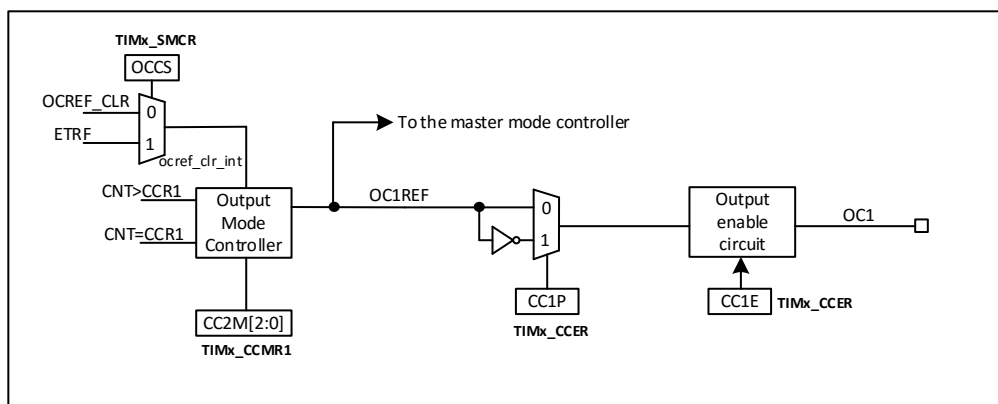 TIMx_SMCR
OCCS
OCREF_CLR
0
ETRF
1
ocref_clr_int
To the master mode controller
CNT>CCR1
CNT=CCR1
Output
Mode
Controller
OC1REF
0
1
Output
enable
circuit
OC1
CC2M[2:0]
TIMx_CCMR1
CC1P
TIMx_CCER
CC1E
TIMx_CCER